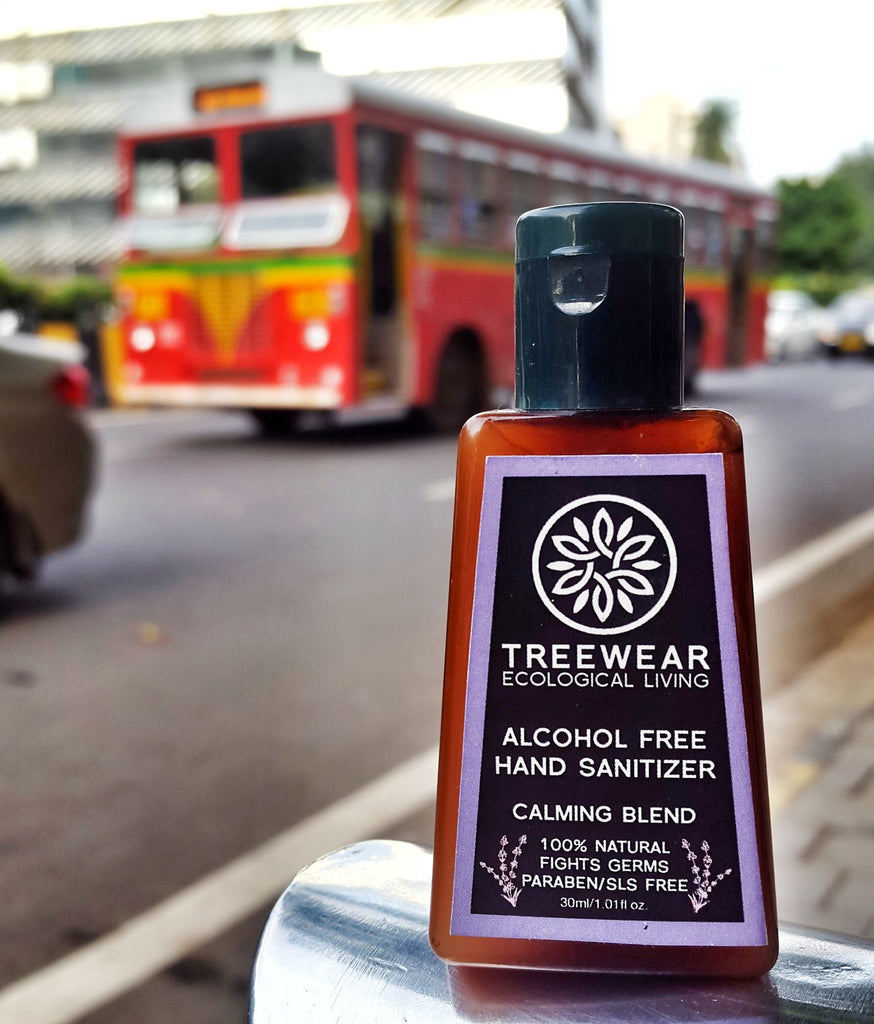 TREEWEAR
ECOLOGICAL LIVING
ALCOHOL FREE
HAND SANITIZER
CALMING BLEND
100% NATURAL
FIGHTS GERMS
PARABEN/SLS FREE
30ml/1.01fl oz.